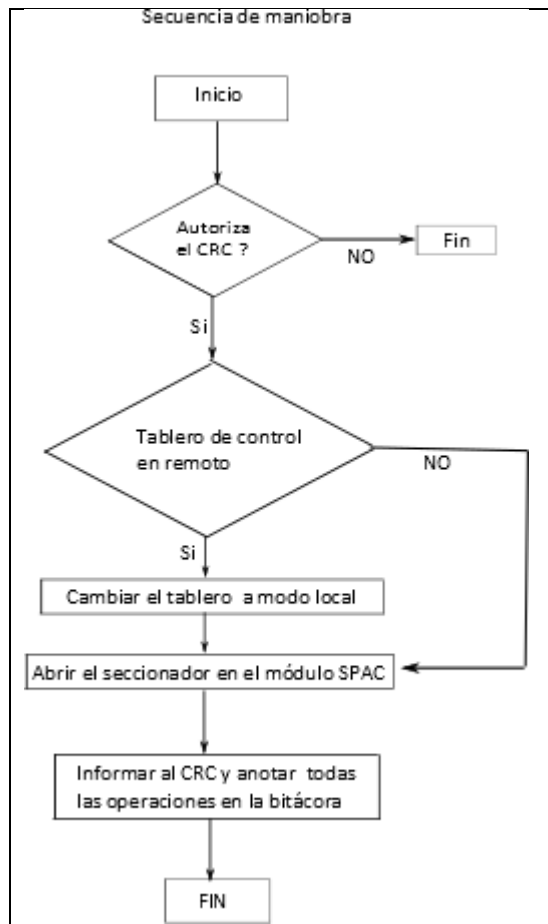 Secuencia de maniobra
Inicio
Autoriza
el CRC ?
NO
Fin
Si
Tablero de control
en remoto
NO
Si
Cambiar el tablero a modo local
Abrir el seccionador en el módulo SPAC
Informar al CRC y anotar todas
las operaciones en la bitácora
FIN